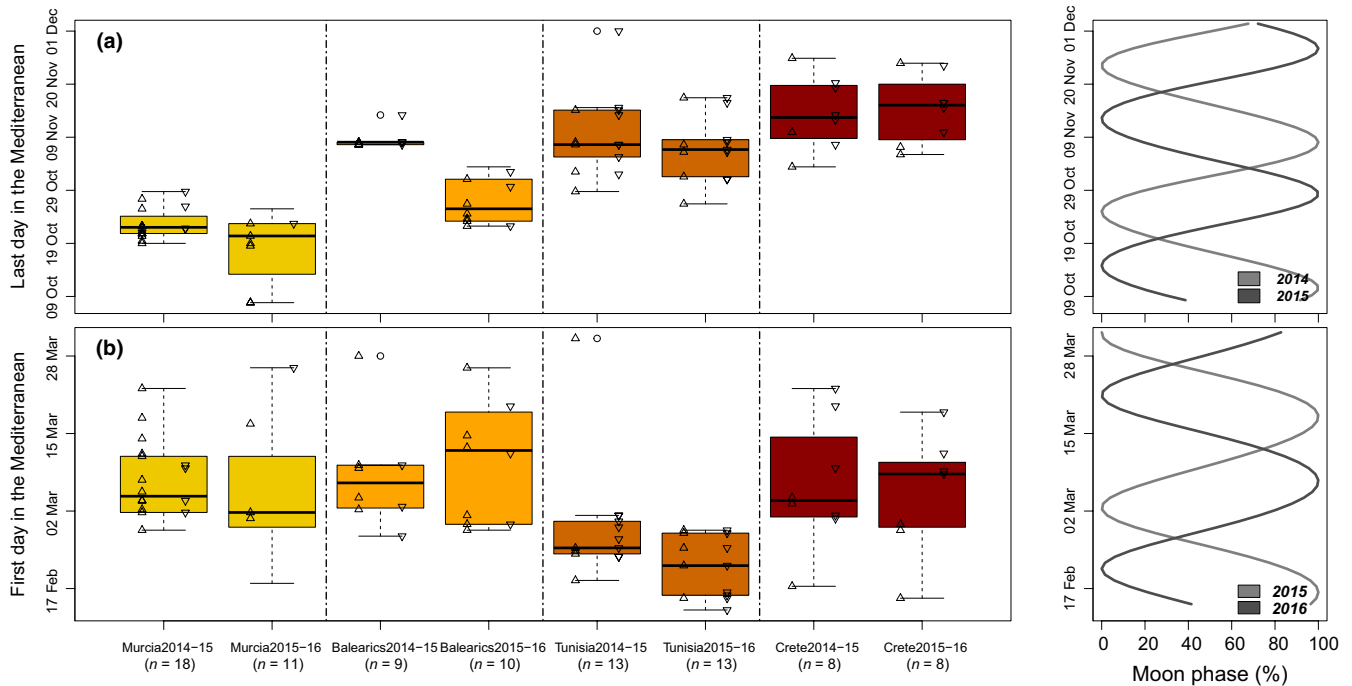 (a)
Last day in the Mediterranean
01 Dec
20 Nov
09 Nov
29 Oct
19 Oct
09 Oct
01 Dec
20 Nov
09 Nov
29 Oct
19 Oct
09 Oct
2014
2015
(b)
First day in the Mediterranean
28 Mar
15 Mar
02 Mar
17 Feb
28 Mar
15 Mar
02 Mar
17 Feb
2015
2016
Murcia2014−15
(n = 18)
Murcia2015−16
(n = 11)
Balearics2014−15
(n = 9)
Balearics2015−16
(n = 10)
Tunisia2014−15
(n = 13)
Tunisia2015−16
(n = 13)
Crete2014−15
(n = 8)
Crete2015−16
(n = 8)
0 20 40 60 80 100
Moon phase (%)